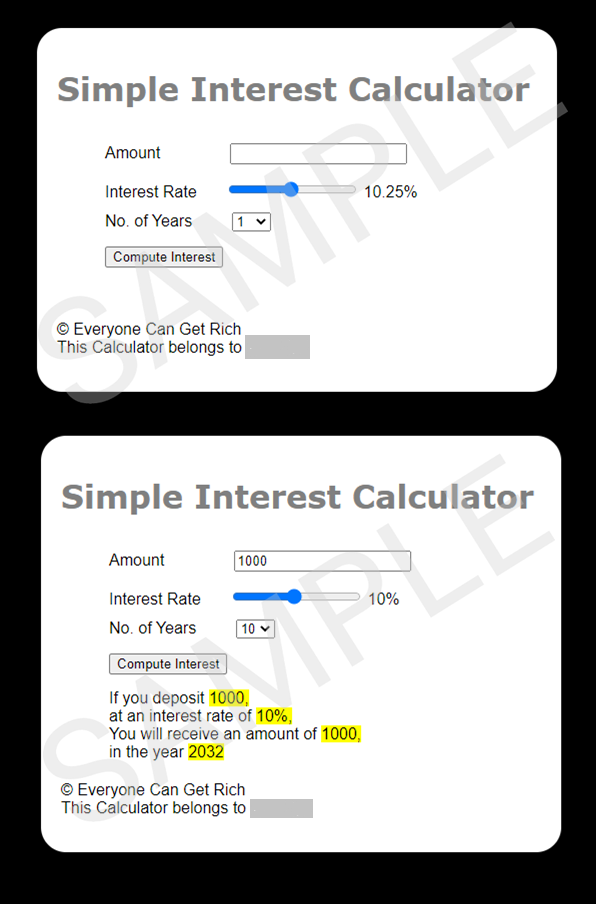 Simple Interest Calculator
Amount
Interest Rate 10.25%
No. of Years 1
Compute Interest
© Everyone Can Get Rich
This Calculator belongs to
SAMPLE
Simple Interest Calculator
Amount 1000
Interest Rate 10%
No. of Years 10
Compute Interest
If you deposit 1000,
at an interest rate of 10%,
You will receive an amount of 1000,
in the year 2032
© Everyone Can Get Rich
This Calculator belongs to
SAMPLE